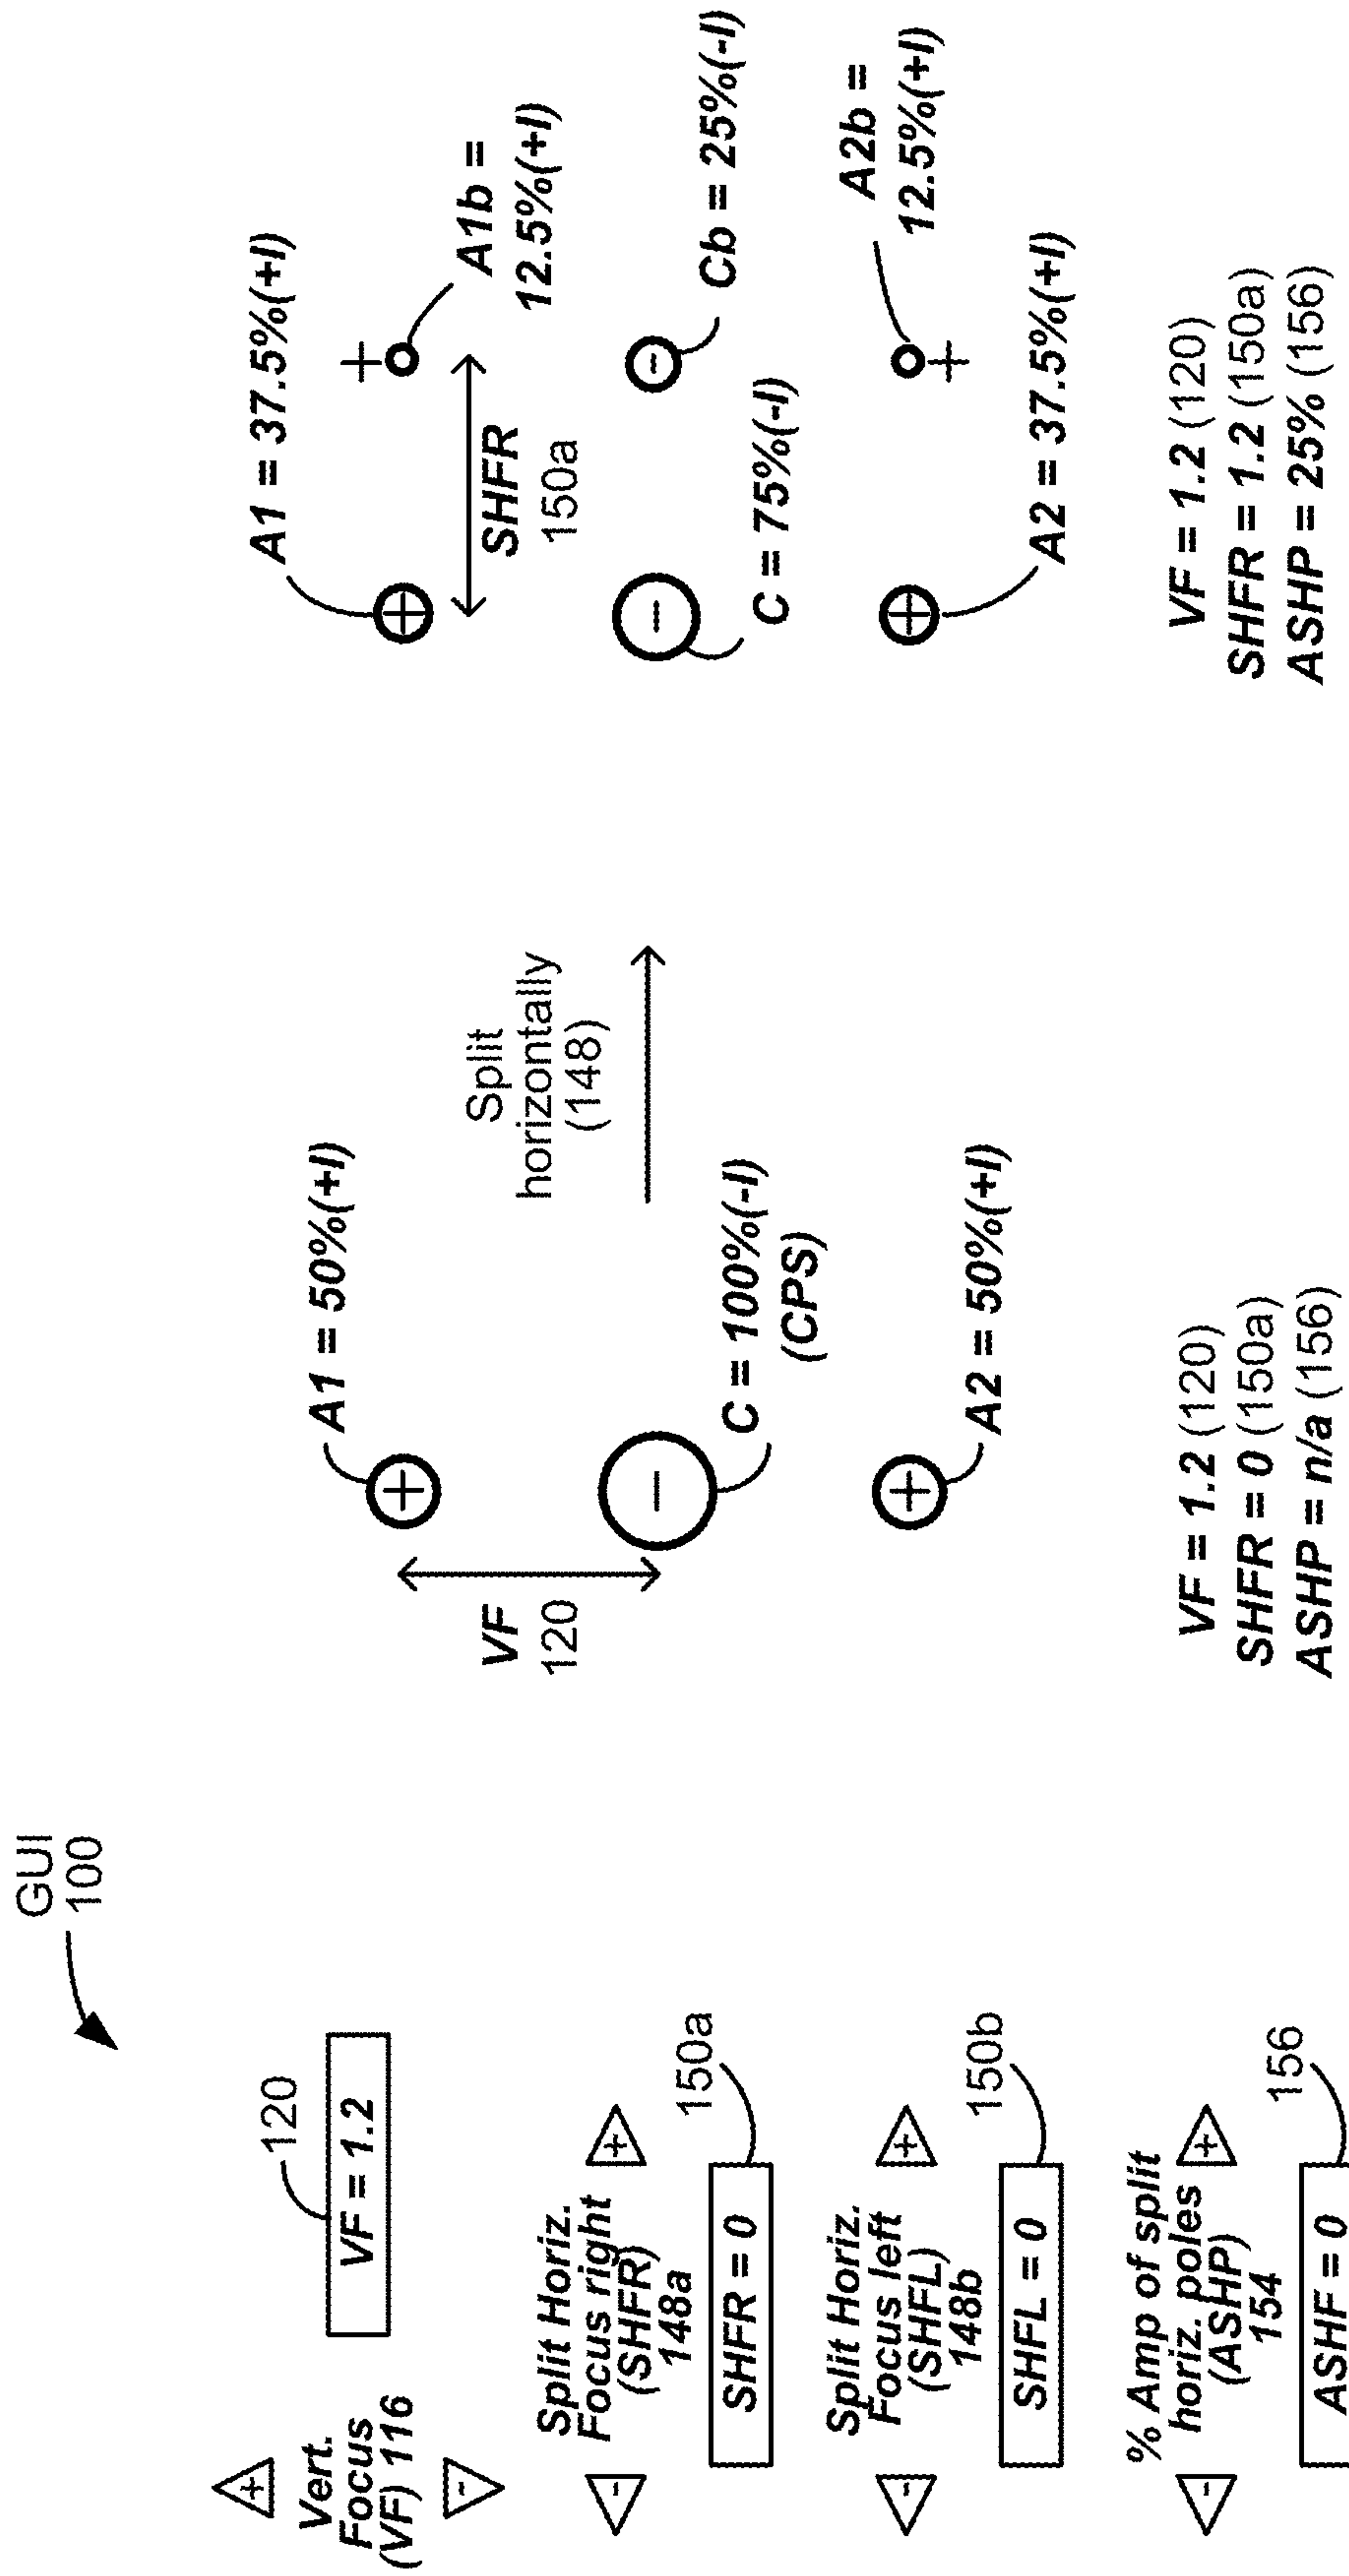 GUI
100
120
VF = 1.2
+
Vert.
Focus
(VF) 116
-
Split Horiz.
Focus right
(SHFR)
148a
-
+
150a
SHFR = 0
Split Horiz.
Focus left
(SHFL)
148b
-
+
150b
SHFL = 0
% Amp of split
horiz. poles
(ASHP)
154
-
+
156
ASHF = 0
A1 = 50%(+I)
+
VF
120
-
C = 100%(-I)
(CPS)
+
A2 = 50%(+I)
VF = 1.2 (120)
SHFR = 0 (150a)
ASHP = n/a (156)
Split
horizontally
(148)
A1 = 37.5%(+I)
+
+
A1b =
12.5%(+I)
SHFR
150a
-
-
Cb = 25%(-I)
C = 75%(-I)
A2b =
12.5%(+I)
+
+
A2 = 37.5%(+I)
VF = 1.2 (120)
SHFR = 1.2 (150a)
ASHP = 25% (156)